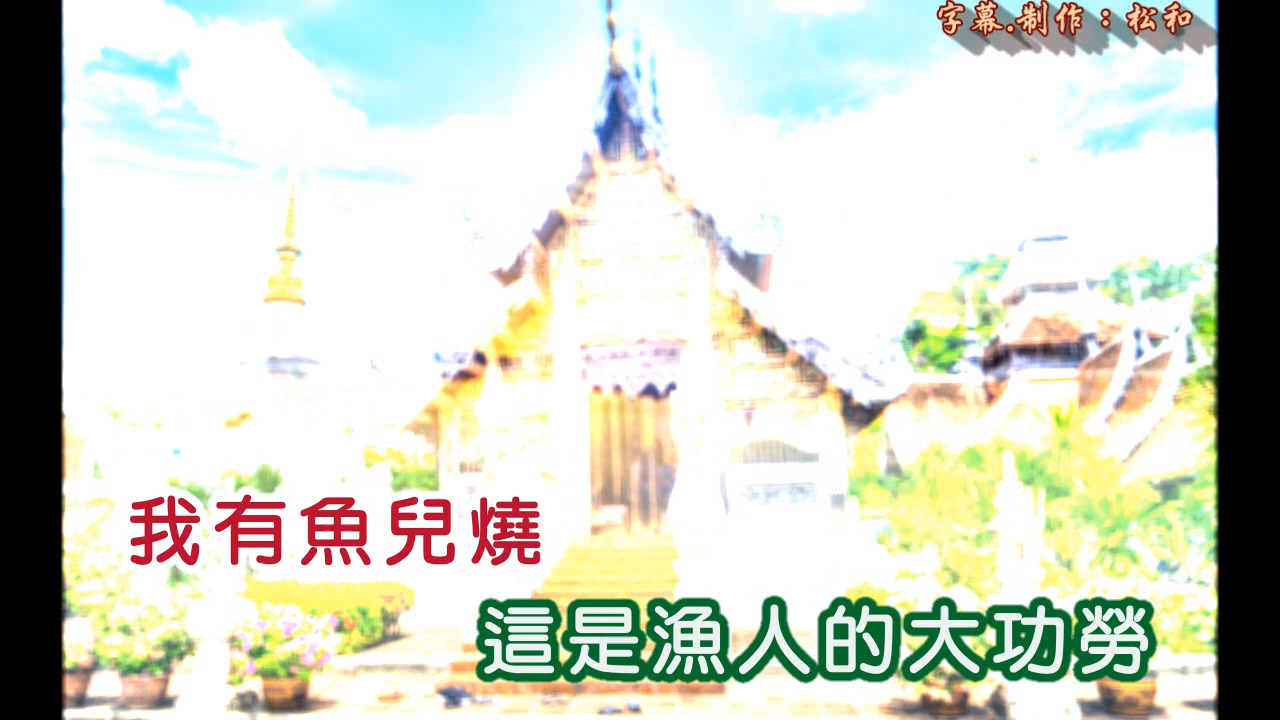 字幕.制作：松和
我有魚兒燒
這是漁人的大功勞